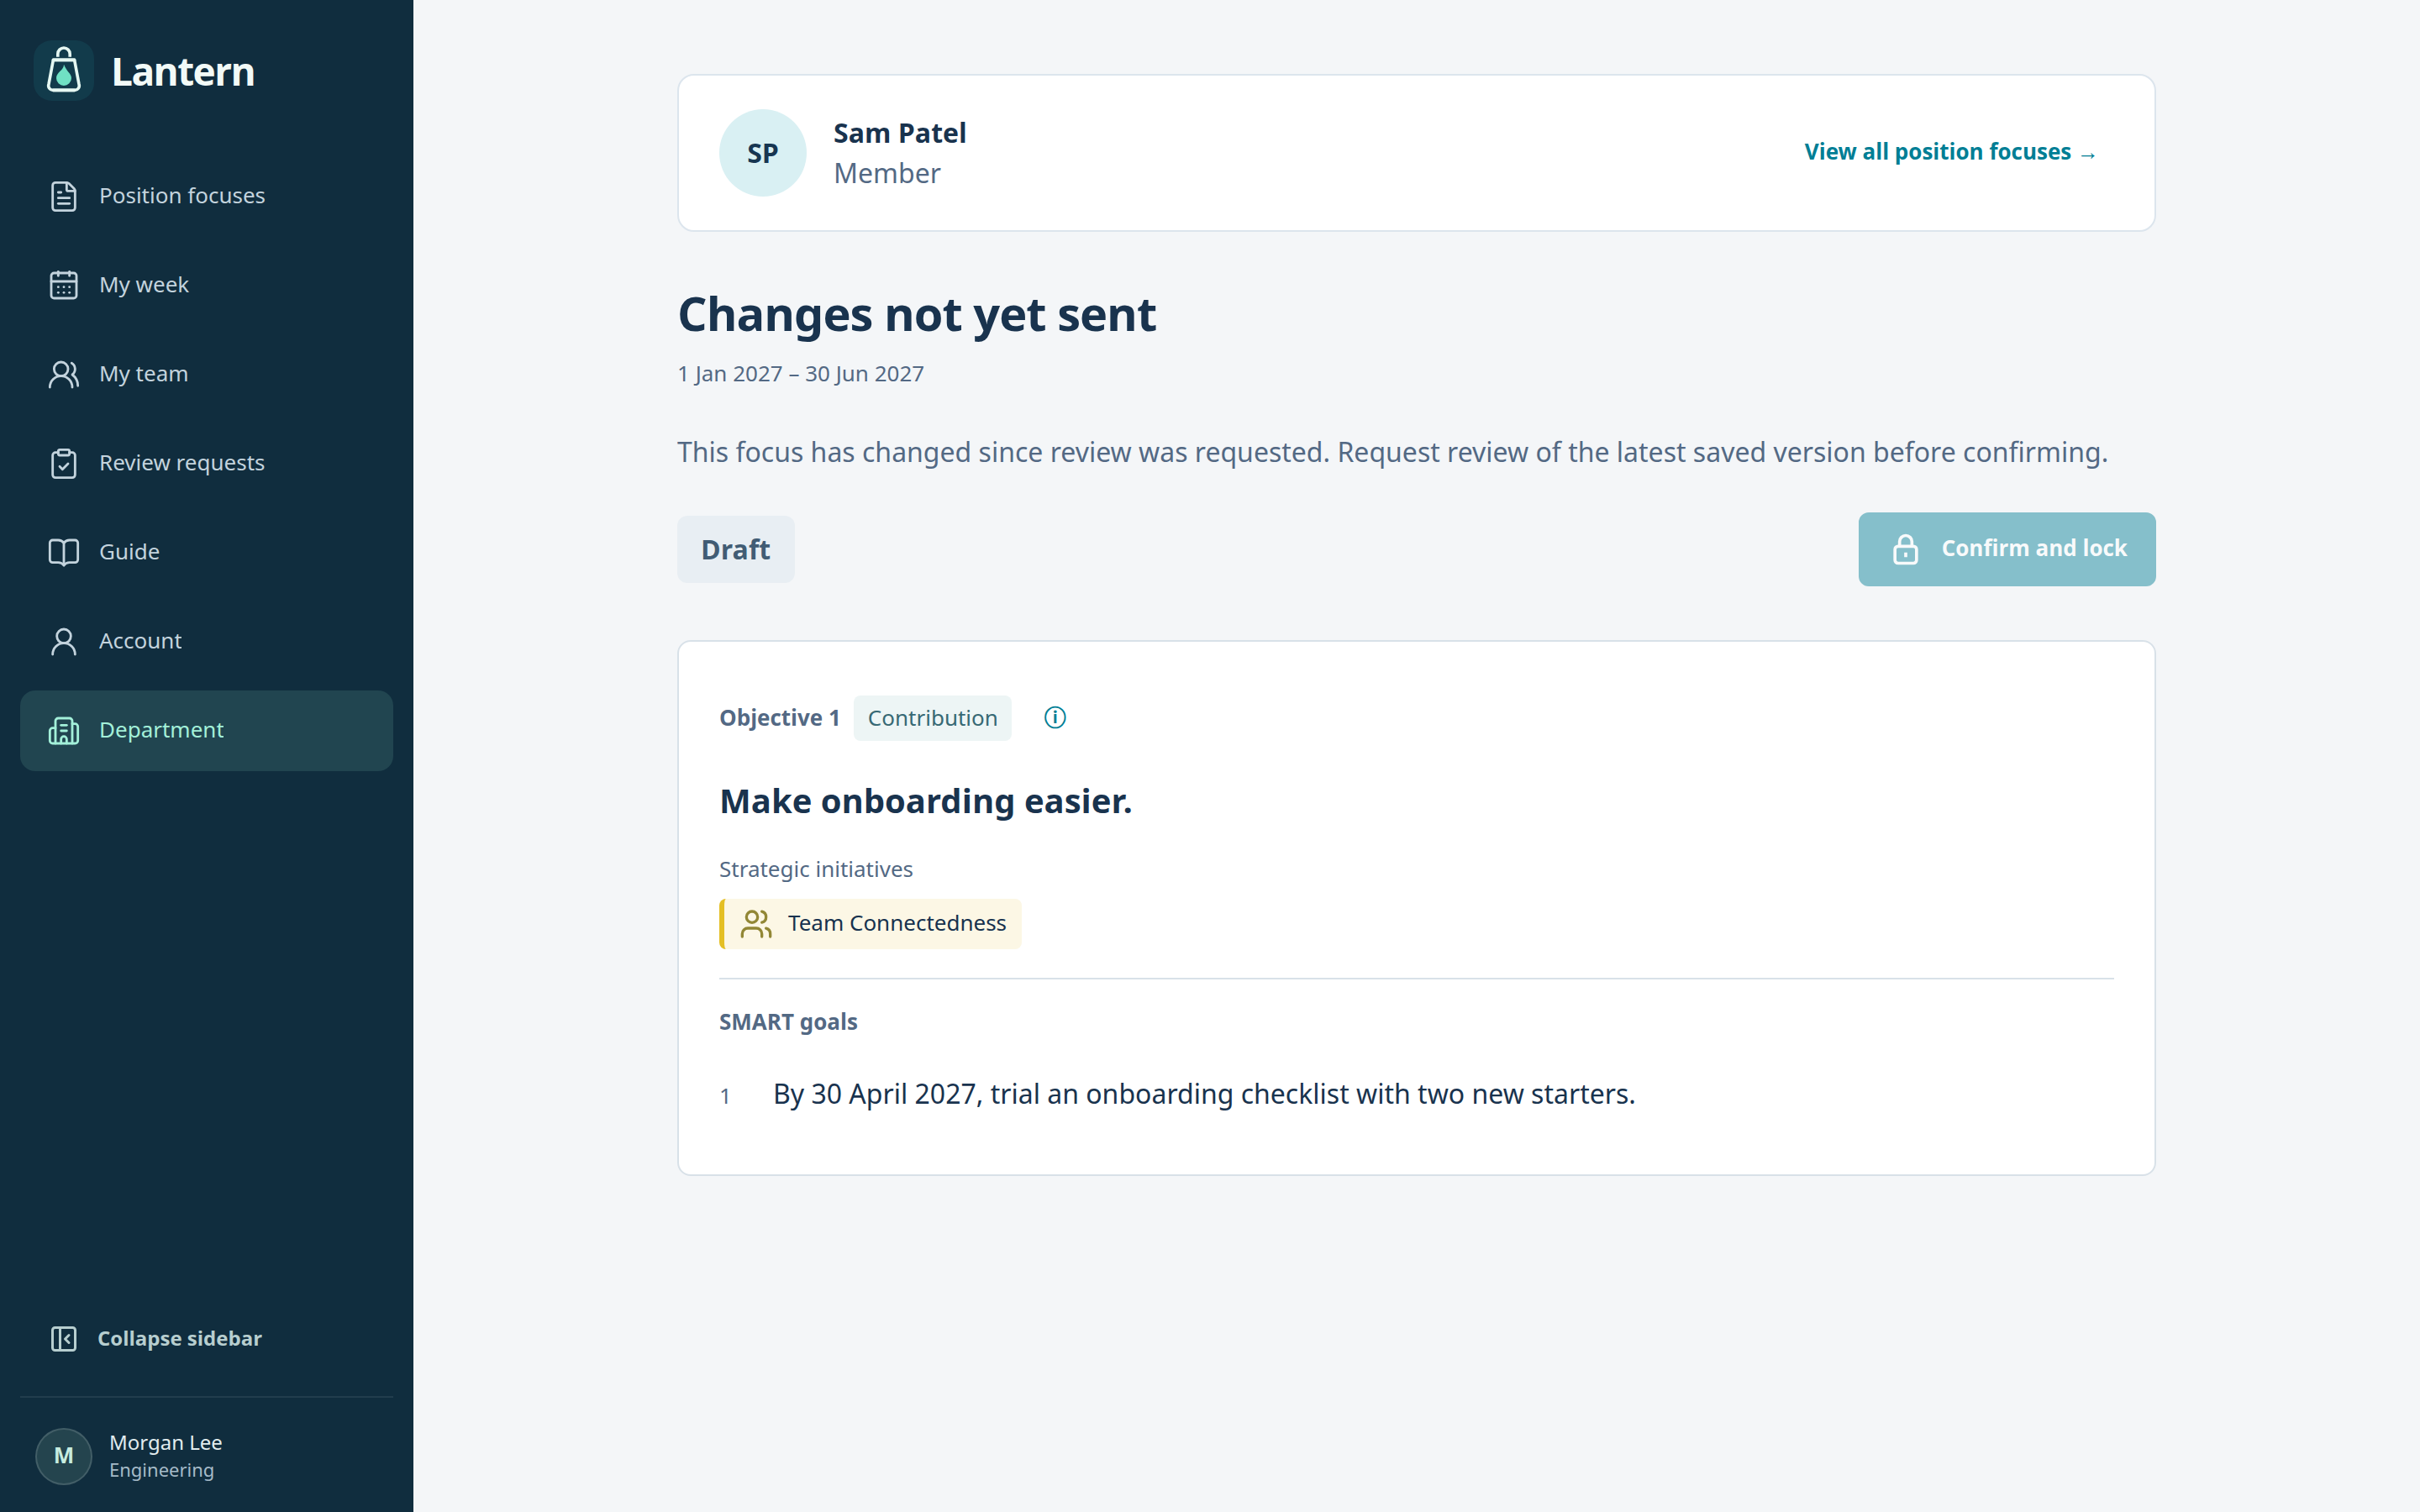 Lantern
Position focuses
My week
My team
Review requests
Guide
Account
Department
Collapse sidebar
M
Morgan Lee
Engineering
SP
Sam Patel
Member
View all position focuses →
Changes not yet sent
1 Jan 2027 – 30 Jun 2027
This focus has changed since review was requested. Request review of the latest saved version before confirming.
Draft
Confirm and lock
Objective 1 Contribution
Make onboarding easier.
Strategic initiatives
Team Connectedness
SMART goals
1 By 30 April 2027, trial an onboarding checklist with two new starters.